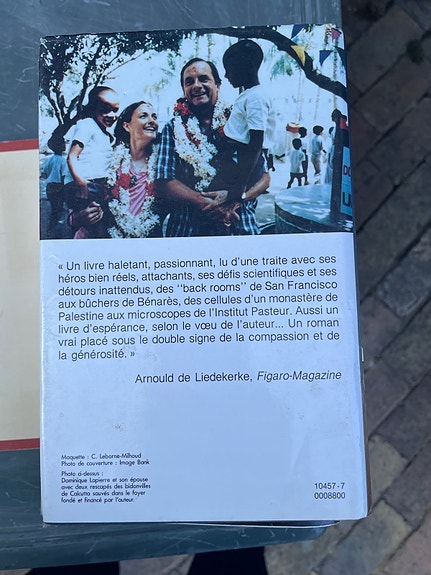 « Un livre haletant, passionnant, lu d'une traite avec ses
héros bien réels, attachants, ses défis scientifiques et ses
détours inattendus, des ''back rooms'' de San Francisco
aux bûchers de Bénarès, des cellules d'un monastère de
Palestine aux microscopes de l'Institut Pasteur. Aussi un
livre d'espérance, selon le vœu de l'auteur... Un roman
vrai placé sous le double signe de la compassion et de
la générosité. »
Arnould de Liedekerke, Figaro-Magazine
Maquette : C. Leborne-Milhaud
Photo de couverture : Image Bank
Photo ci-dessus :
Dominique Lapierre et son épouse
avec deux rescapés des bidonvilles
de Calcutta sauvés dans le foyer
fondé et financé par l'auteur.
10457-7
0008800